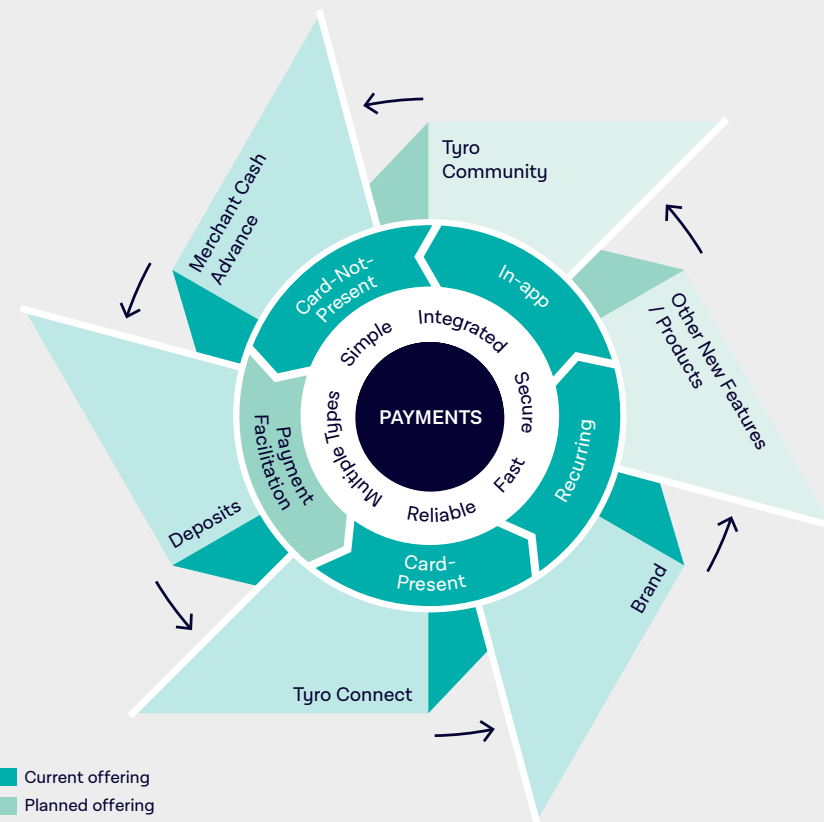 Tyro
Community
Merchant Cash
Advance
Card-Not-
Present
In-app
Other New Features
/ Products
Simple
Integrated
Secure
Fast
Reliable
Multiple Types
PAYMENTS
Recurring
Payment
Facilitation
Card-
Present
Deposits
Brand
Tyro Connect
Current offering
Planned offering